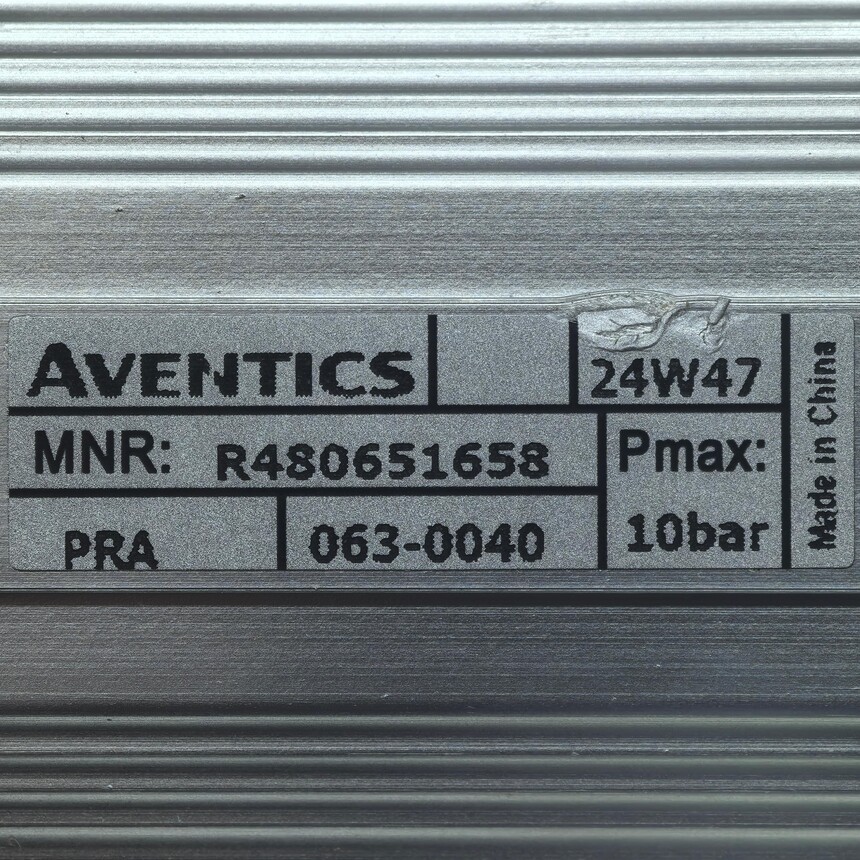 AVENTICS
24W47
MNR: R480651658
Pmax:
10bar
PRA
063-0040
Made in China